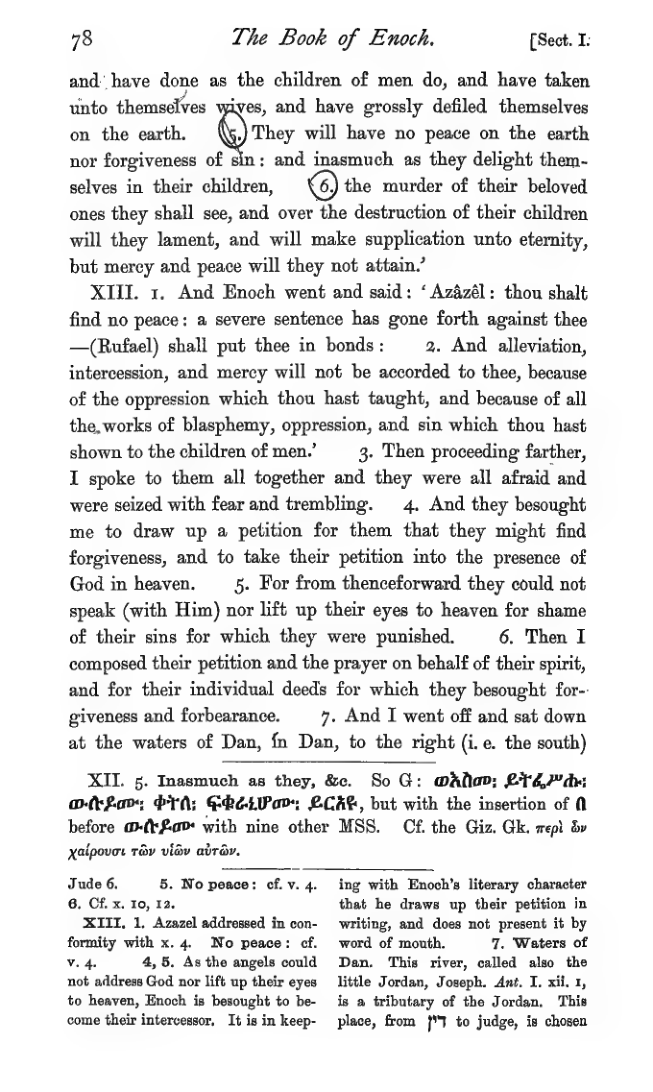 78 The Book of Enoch. [Sect. I.
and have done as the children of men do, and have taken
unto themselves wives, and have grossly defiled themselves
on the earth. 5. They will have no peace on the earth
nor forgiveness of sin: and inasmuch as they delight them-
selves in their children, 6. the murder of their beloved
ones they shall see, and over the destruction of their children
will they lament, and will make supplication unto eternity,
but mercy and peace will they not attain.’
XIII. 1. And Enoch went and said: ‘Azâzêl: thou shalt
find no peace: a severe sentence has gone forth against thee
—(Rufael) shall put thee in bonds: 2. And alleviation,
intercession, and mercy will not be accorded to thee, because
of the oppression which thou hast taught, and because of all
the works of blasphemy, oppression, and sin which thou hast
shown to the children of men.’ 3. Then proceeding farther,
I spoke to them all together and they were all afraid and
were seized with fear and trembling. 4. And they besought
me to draw up a petition for them that they might find
forgiveness, and to take their petition into the presence of
God in heaven. 5. For from thenceforward they could not
speak (with Him) nor lift up their eyes to heaven for shame
of their sins for which they were punished. 6. Then I
composed their petition and the prayer on behalf of their spirit,
and for their individual deeds for which they besought for-
giveness and forbearance. 7. And I went off and sat down
at the waters of Dan, in Dan, to the right (i. e. the south)
XII. 5. Inasmuch as they, &c. So G: ወእስመ፡ ይትፌሥሑ፡
ውሉዶሙ፡ ቀትለ፡ ፍቁራኒሆሙ፡ ይሬእዩ, but with the insertion of በ
before ውሉዶሙ with nine other MSS. Cf. the Giz. Gk. περὶ ὧν
χαίρουσι τῶν υἱῶν αὐτῶν.
Jude 6. 5. No peace: cf. v. 4.
6. Cf. x. 10, 12.
XIII. 1. Azazel addressed in con-
formity with x. 4. No peace: cf.
v. 4. 4, 5. As the angels could
not address God nor lift up their eyes
to heaven, Enoch is besought to be-
come their intercessor. It is in keep-
ing with Enoch’s literary character
that he draws up their petition in
writing, and does not present it by
word of mouth. 7. Waters of
Dan. This river, called also the
little Jordan, Joseph. Ant. I. xii. 1,
is a tributary of the Jordan. This
place, from דין to judge, is chosen